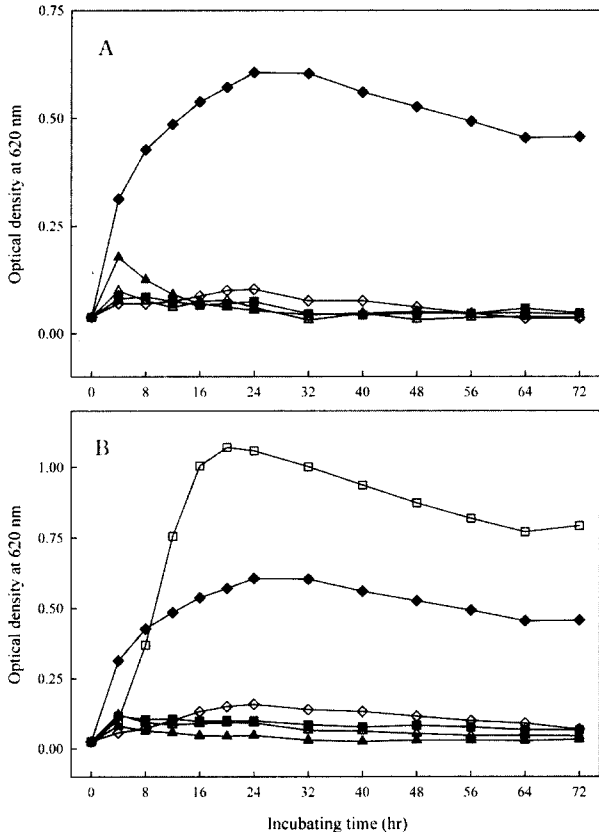 0.75
A
0.50
0.25
0.00
Optical density at 620 nm
0 8 16 24 32 40 48 56 64 72
B
1.00
0.75
0.50
0.25
0.00
Optical density at 620 nm
0 8 16 24 32 40 48 56 64 72
Incubating time (hr)